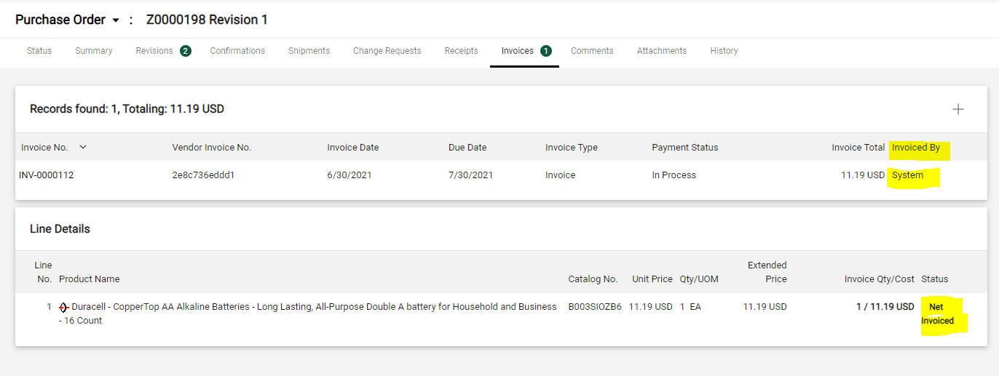 Purchase Order : Z0000198 Revision 1
Status Summary Revisions 2 Confirmations Shipments Change Requests Receipts Invoices 1 Comments Attachments History
Records found: 1, Totaling: 11.19 USD
Invoice No. Vendor Invoice No. Invoice Date Due Date Invoice Type Payment Status Invoice Total Invoiced By
INV-0000112 2e8c736eddd1 6/30/2021 7/30/2021 Invoice In Process 11.19 USD System
Line Details
Line Extended
No. Product Name Catalog No. Unit Price Qty/UOM Price Invoice Qty/Cost Status
1 Duracell - CopperTop AA Alkaline Batteries - Long Lasting, All-Purpose Double A battery for Household and Business B003SIOZB6 11.19 USD 1 EA 11.19 USD 1 / 11.19 USD Net
- 16 Count Invoiced